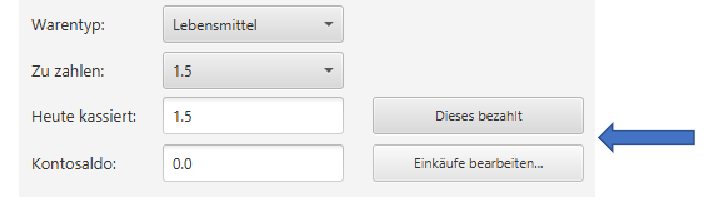 Warentyp: Lebensmittel
Zu zahlen: 1.5
Heute kassiert: 1.5 Dieses bezahlt
Kontosaldo: 0.0 Einkäufe bearbeiten...